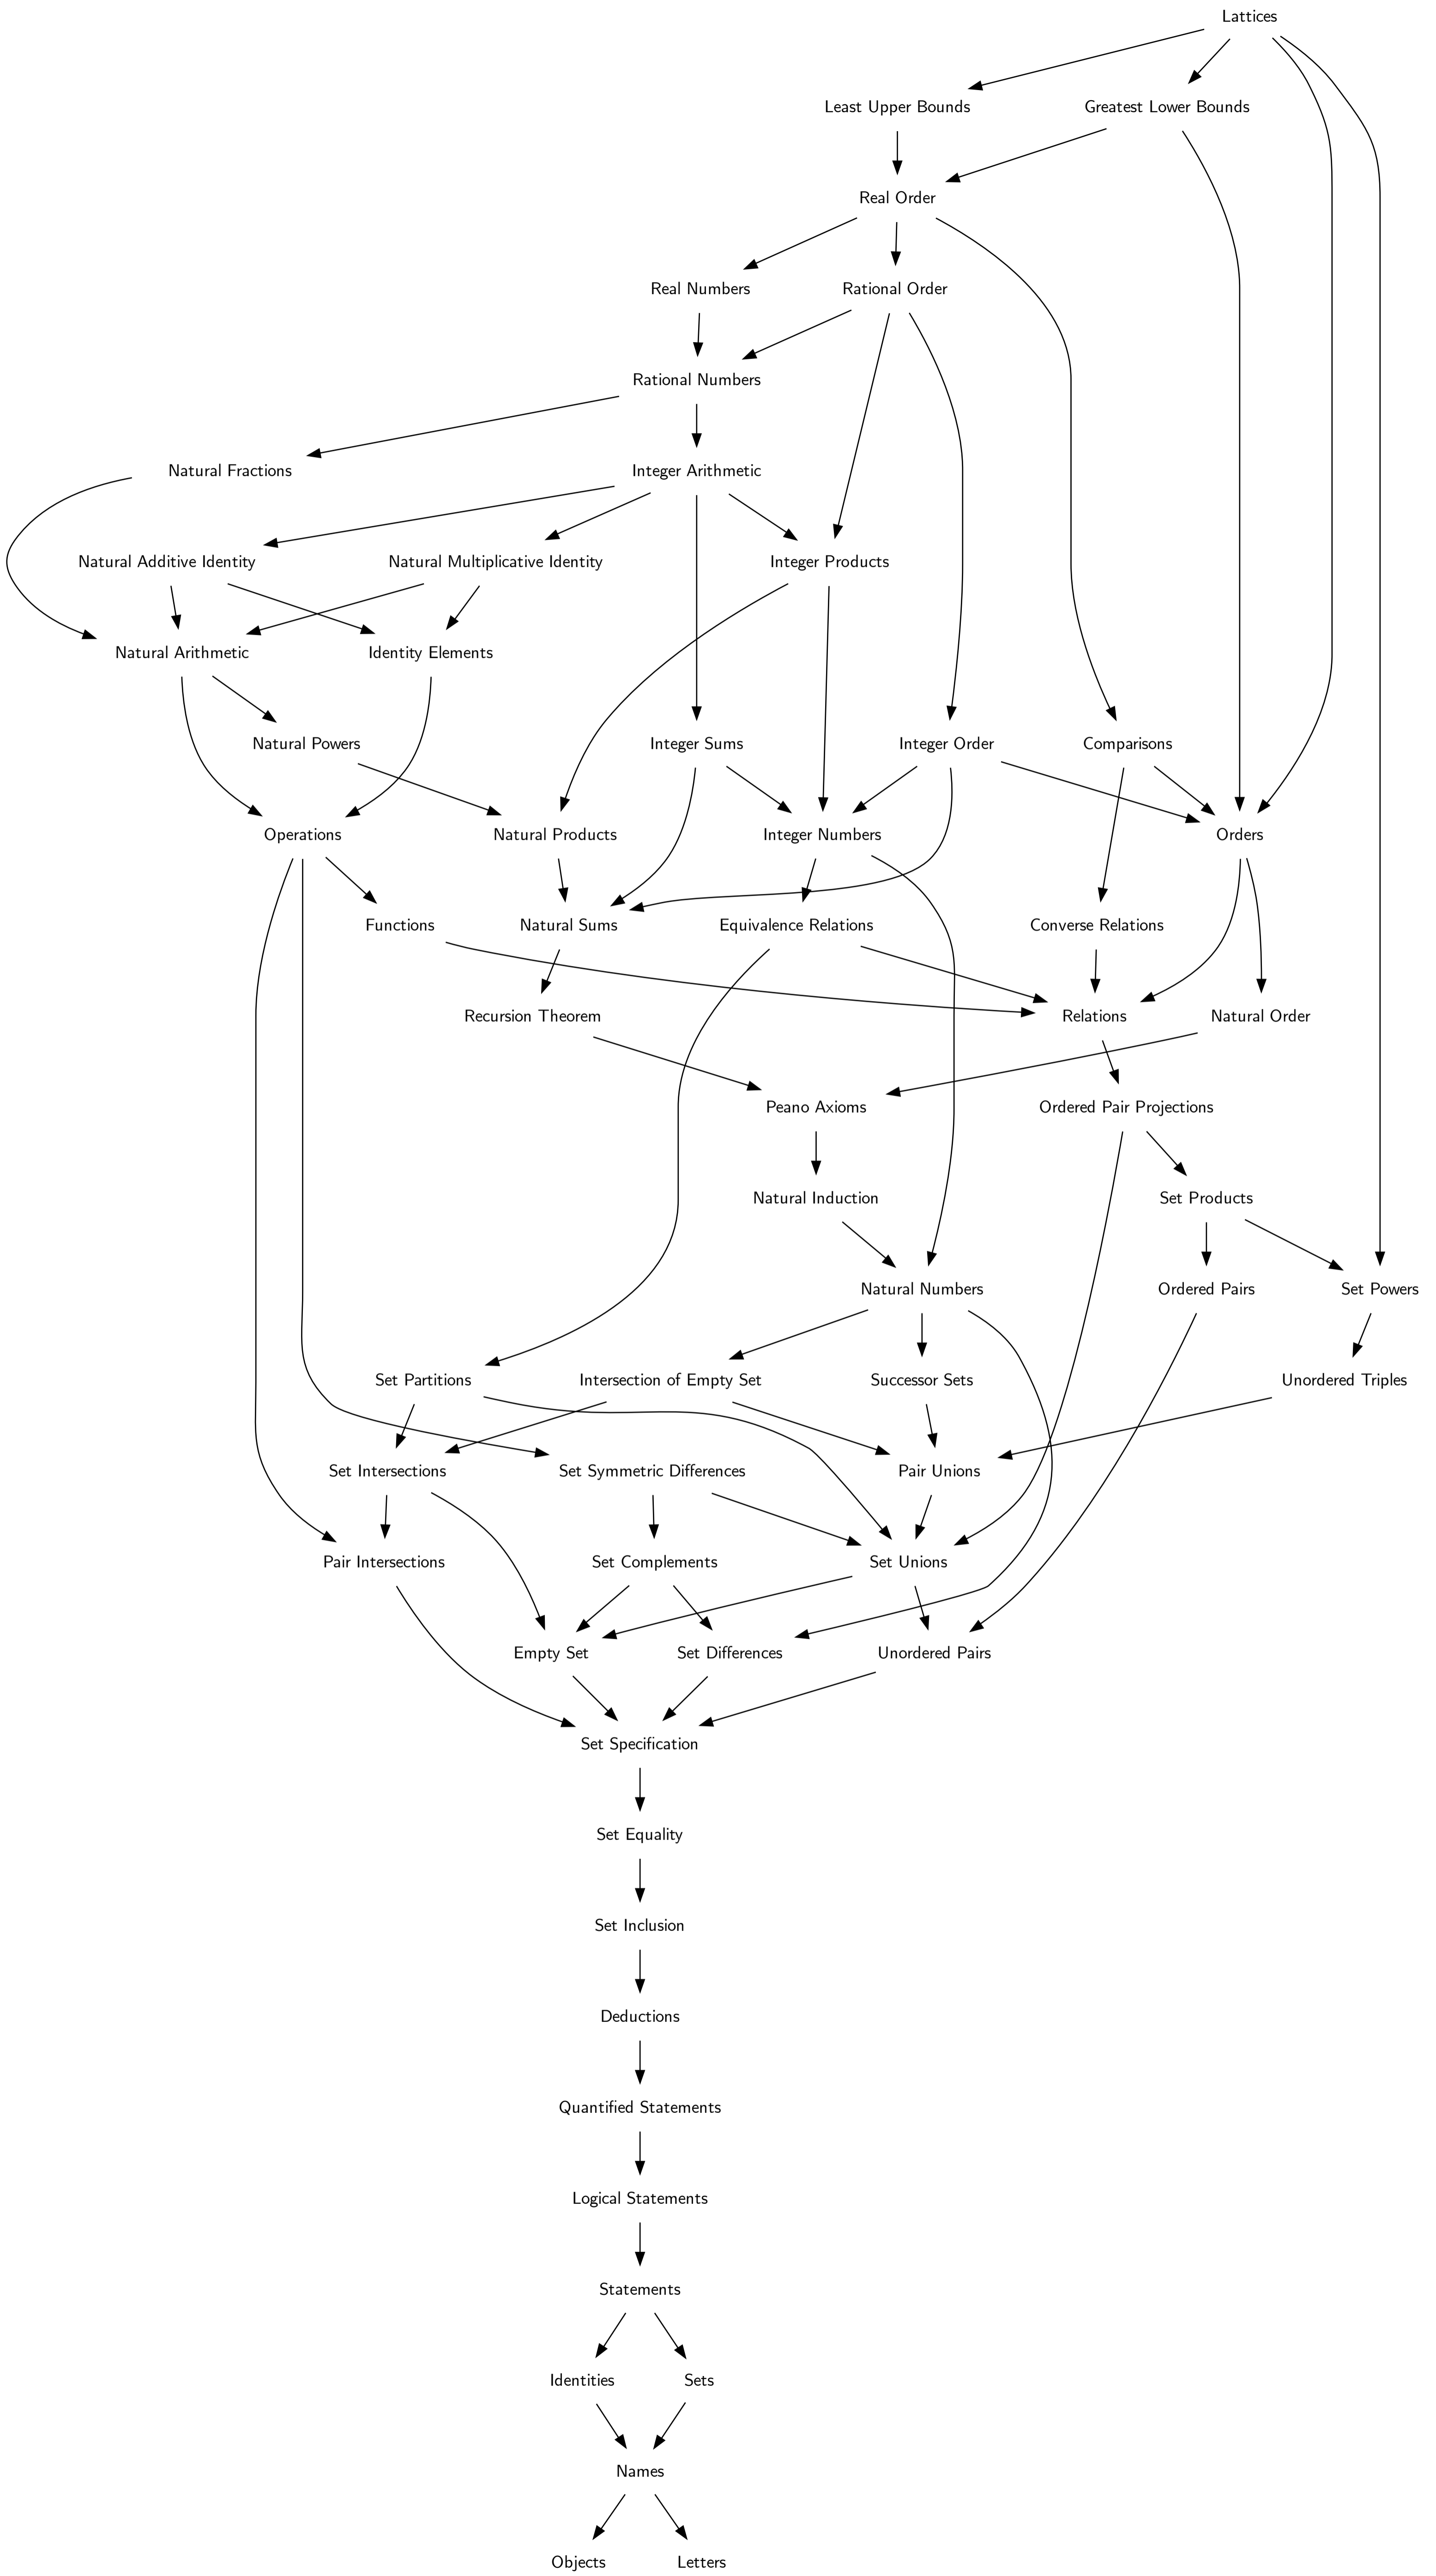 Lattices
Least Upper Bounds
Greatest Lower Bounds
Real Order
Real Numbers
Rational Order
Rational Numbers
Natural Fractions
Integer Arithmetic
Natural Additive Identity
Natural Multiplicative Identity
Integer Products
Natural Arithmetic
Identity Elements
Natural Powers
Integer Sums
Integer Order
Comparisons
Operations
Natural Products
Integer Numbers
Orders
Functions
Natural Sums
Equivalence Relations
Converse Relations
Recursion Theorem
Relations
Natural Order
Peano Axioms
Ordered Pair Projections
Natural Induction
Set Products
Natural Numbers
Ordered Pairs
Set Powers
Set Partitions
Intersection of Empty Set
Successor Sets
Unordered Triples
Set Intersections
Set Symmetric Differences
Pair Unions
Pair Intersections
Set Complements
Set Unions
Empty Set
Set Differences
Unordered Pairs
Set Specification
Set Equality
Set Inclusion
Deductions
Quantified Statements
Logical Statements
Statements
Identities
Sets
Names
Objects
Letters